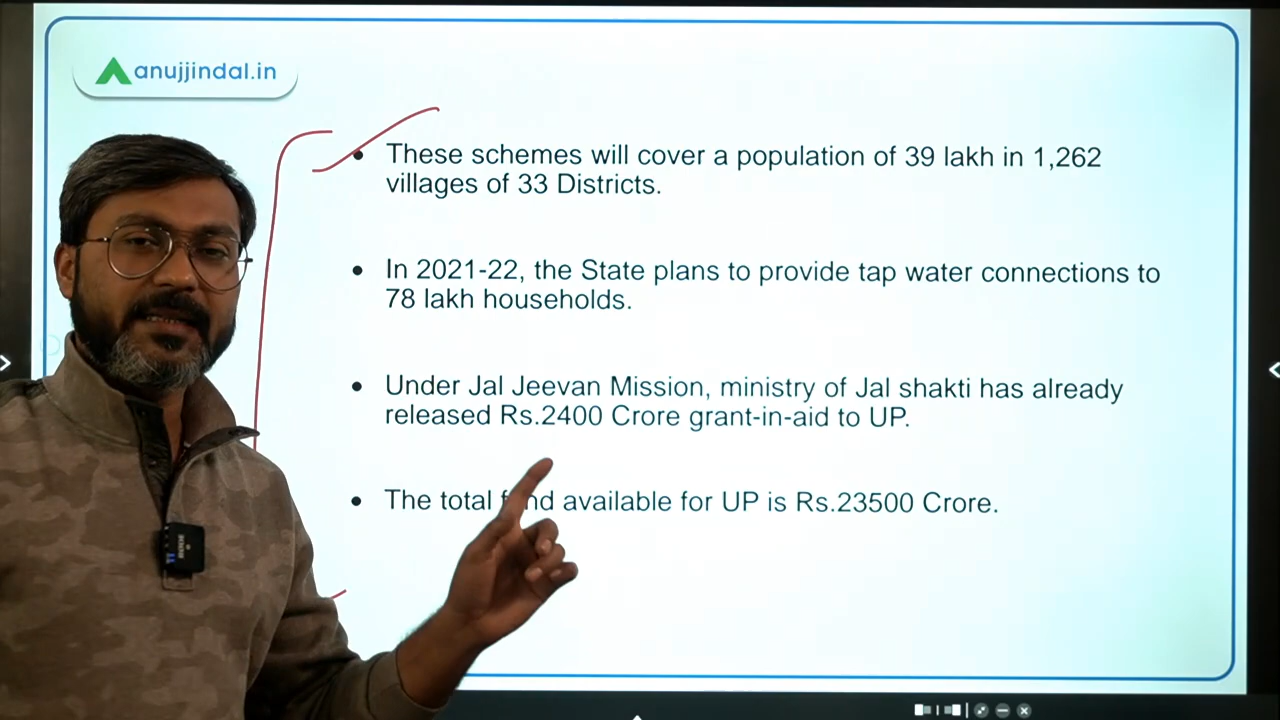 anujjindal.in
• These schemes will cover a population of 39 lakh in 1,262
villages of 33 Districts.
• In 2021-22, the State plans to provide tap water connections to
78 lakh households.
• Under Jal Jeevan Mission, ministry of Jal shakti has already
released Rs.2400 Crore grant-in-aid to UP.
• The total fund available for UP is Rs.23500 Crore.